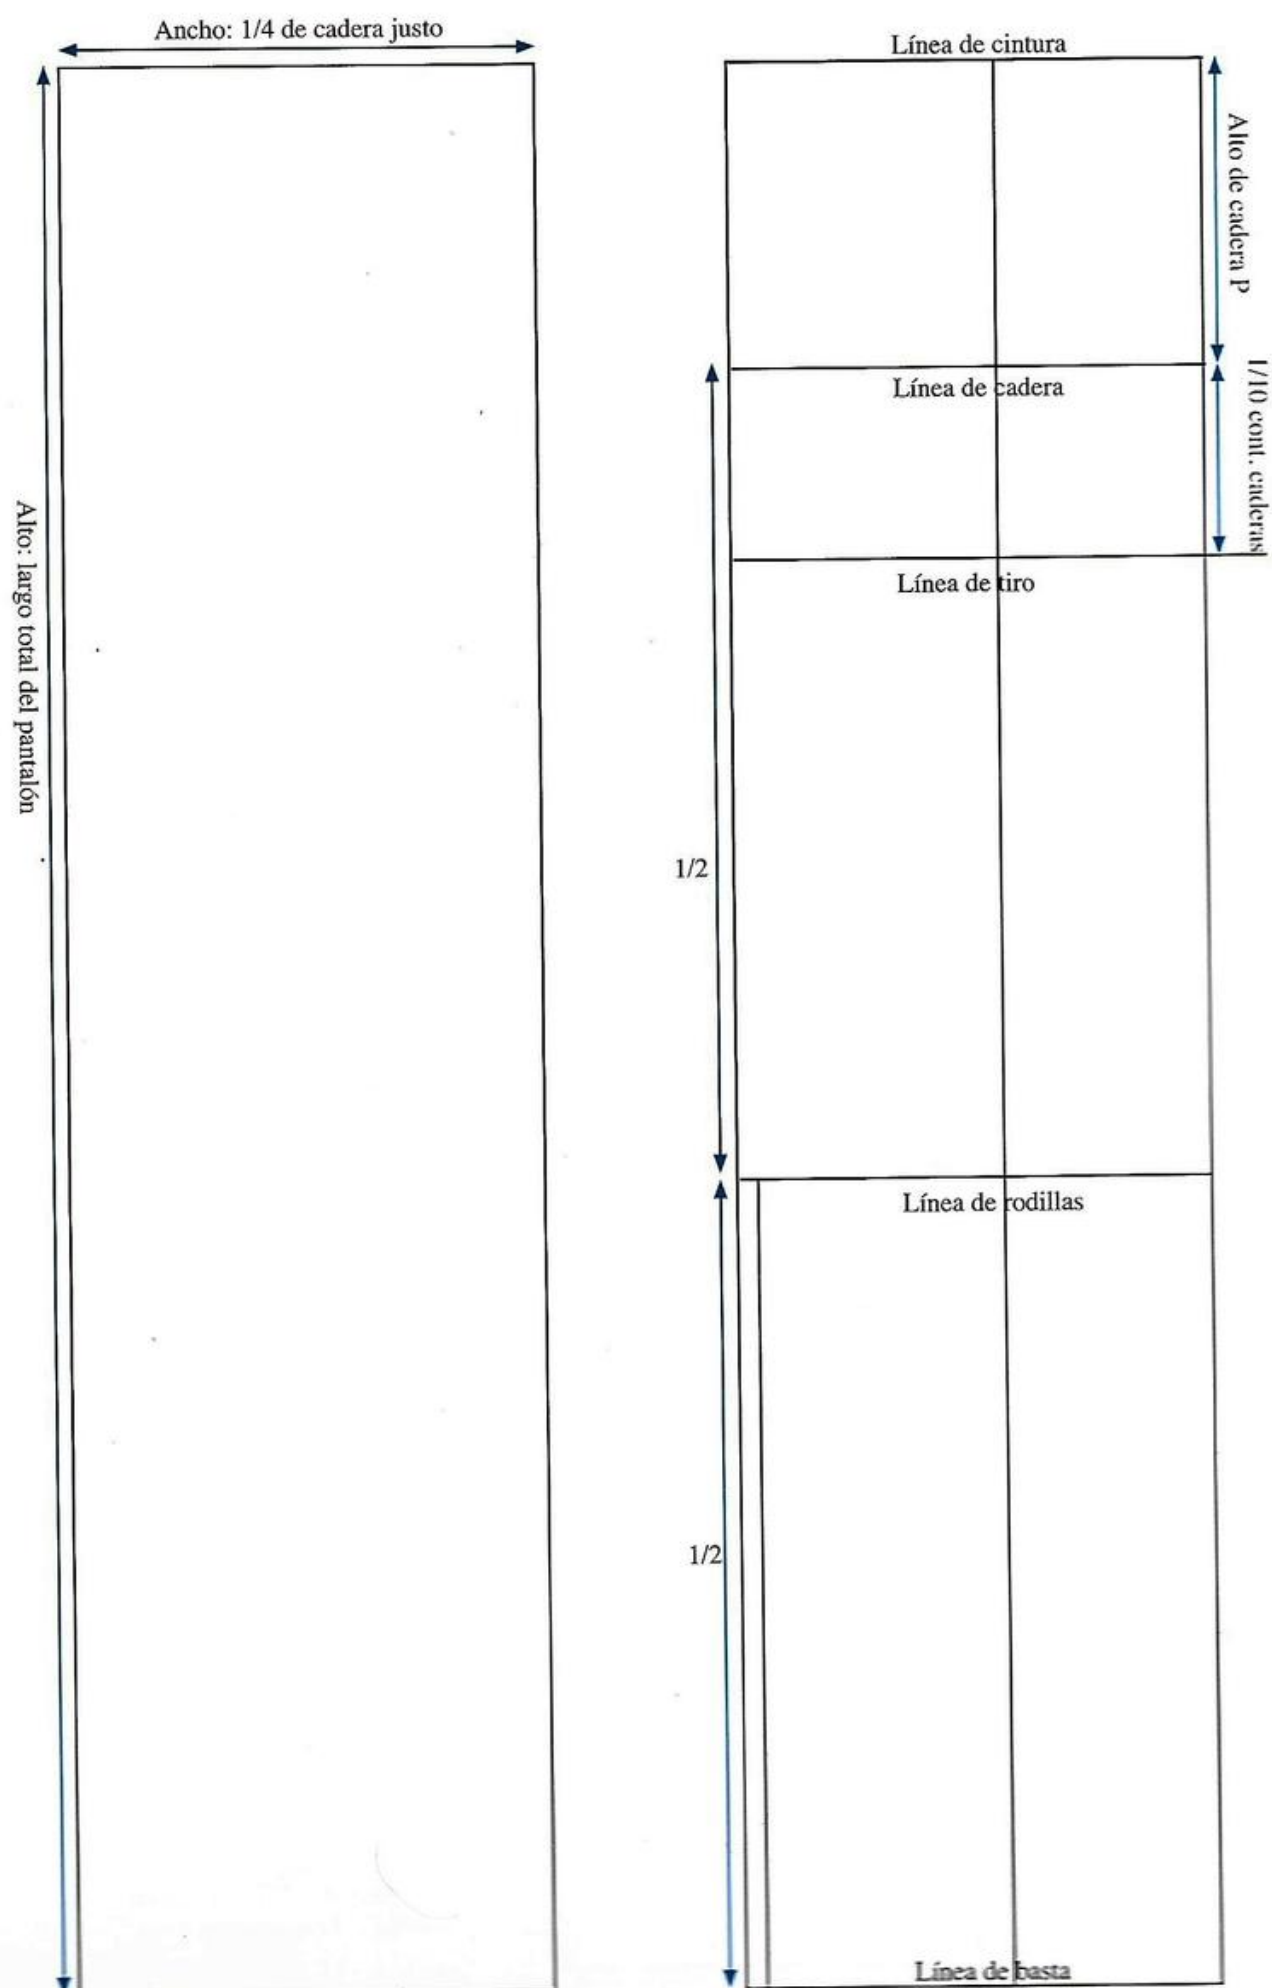 Ancho: 1/4 de cadera justo
Alto: largo total del pantalón
Línea de cintura
Alto de cadera P
Línea de cadera
1/10 cont. caderas
Línea de tiro
1/2
Línea de rodillas
1/2
Línea de basta